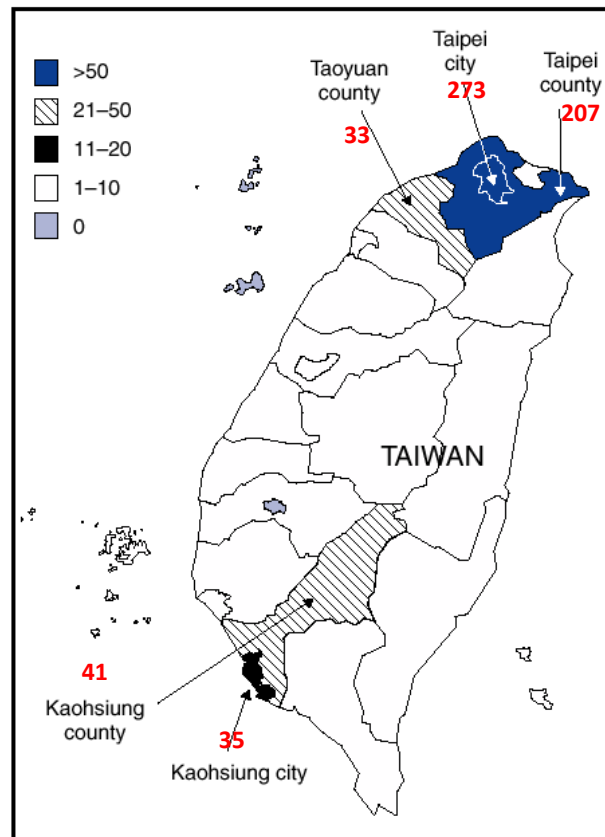 >50
21–50
11–20
1–10
0
Taoyuan
county
33
Taipei
city
273
Taipei
county
207
TAIWAN
41
Kaohsiung
county
35
Kaohsiung city